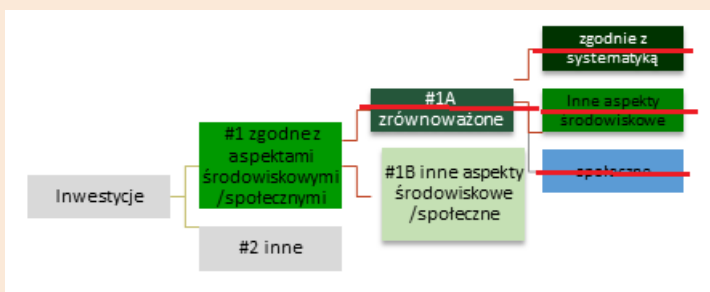 zgodnie z
systematyką
#1A
zrównoważone
Inne aspekty
środowiskowe
#1 zgodne z
aspektami
środowiskowymi
/społecznymi
#1B inne aspekty
środowiskowe
/społeczne
społeczne
Inwestycje
#2 inne